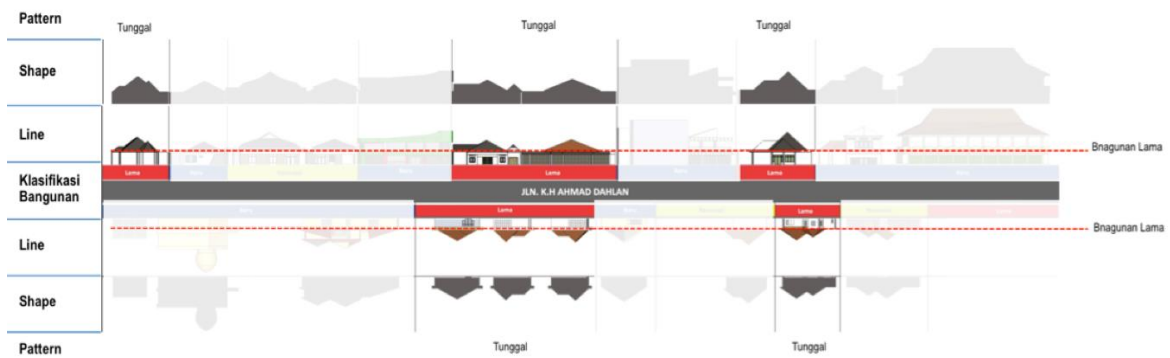 Pattern
Tunggal
Tunggal
Tunggal
Shape
Line
Bnagunan Lama
Klasifikasi
Bangunan
Lama
Lama
Lama
JLN. K.H AHMAD DAHLAN
Lama
Lama
Line
Bnagunan Lama
Shape
Pattern
Tunggal
Tunggal